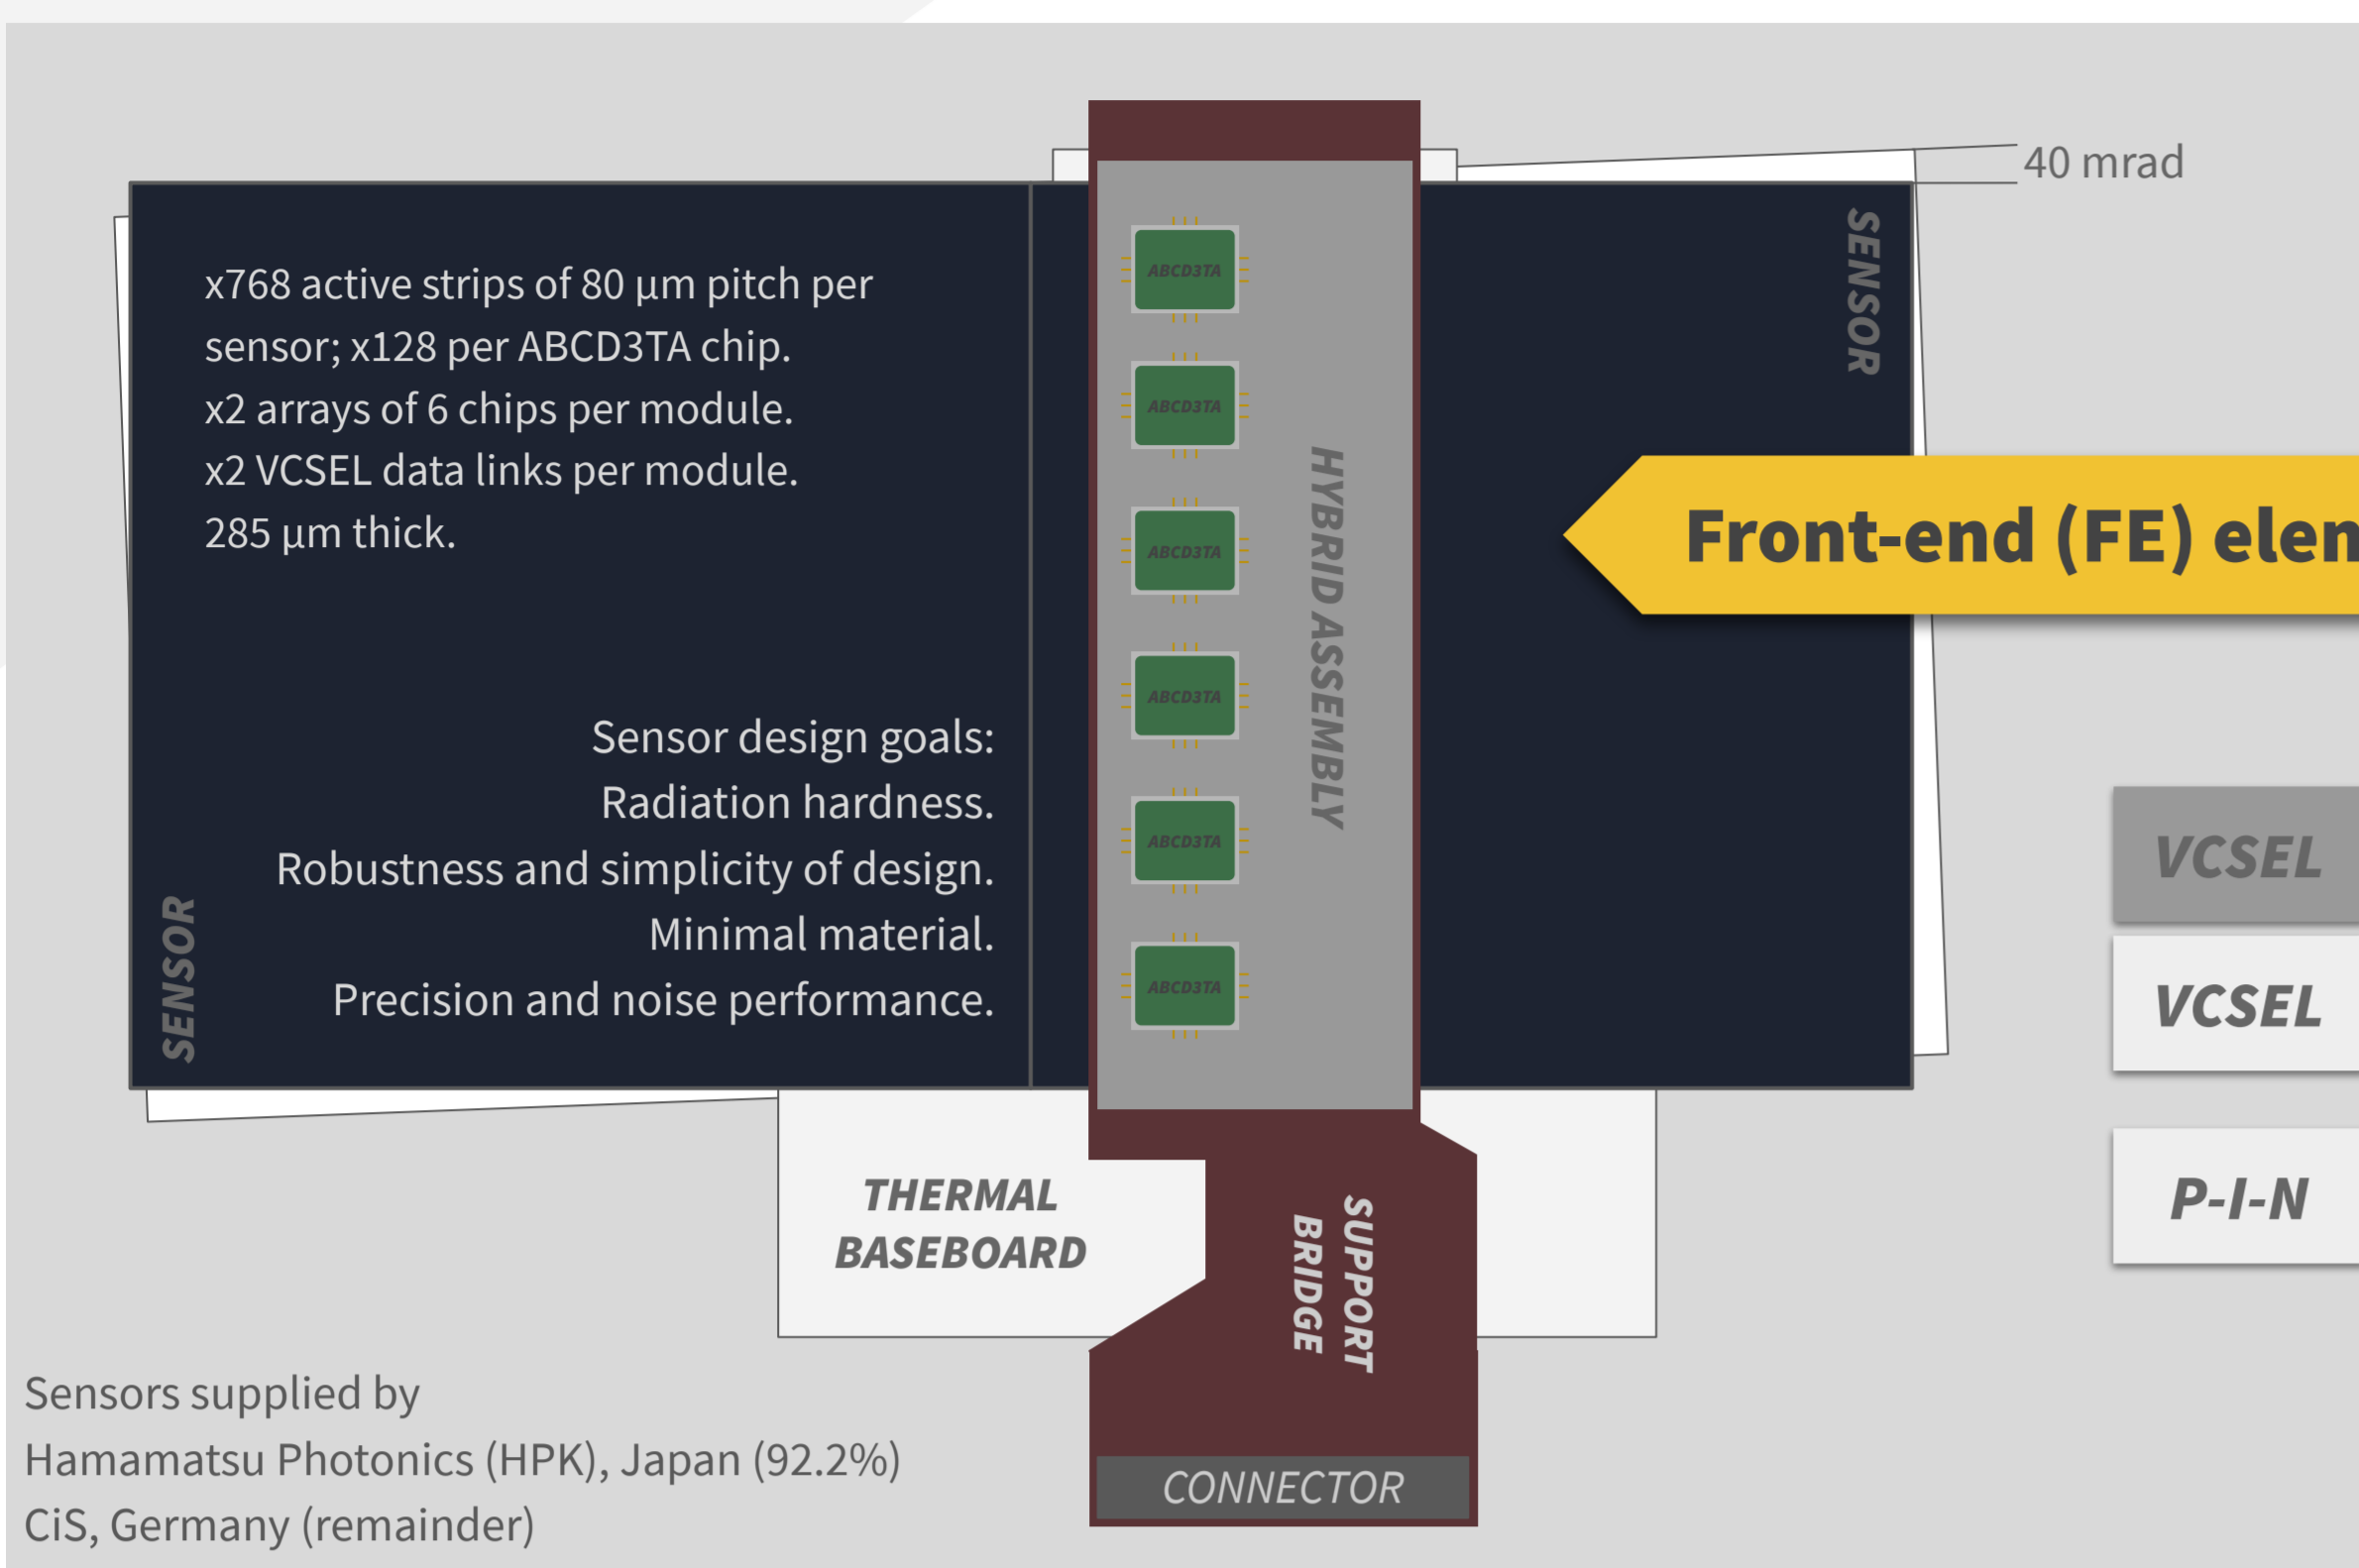 40 mrad
x768 active strips of 80 µm pitch per
sensor; x128 per ABCD3TA chip.
x2 arrays of 6 chips per module.
x2 VCSEL data links per module.
285 µm thick.
Sensor design goals:
Radiation hardness.
Robustness and simplicity of design.
Minimal material.
Precision and noise performance.
SENSOR
ABCD3TA
ABCD3TA
ABCD3TA
ABCD3TA
ABCD3TA
ABCD3TA
HYBRID ASSEMBLY
SENSOR
Front-end (FE)
VCSEL
VCSEL
P-I-N
THERMAL
BASEBOARD
SUPPORT
BRIDGE
CONNECTOR
Sensors supplied by
Hamamatsu Photonics (HPK), Japan (92.2%)
CiS, Germany (remainder)